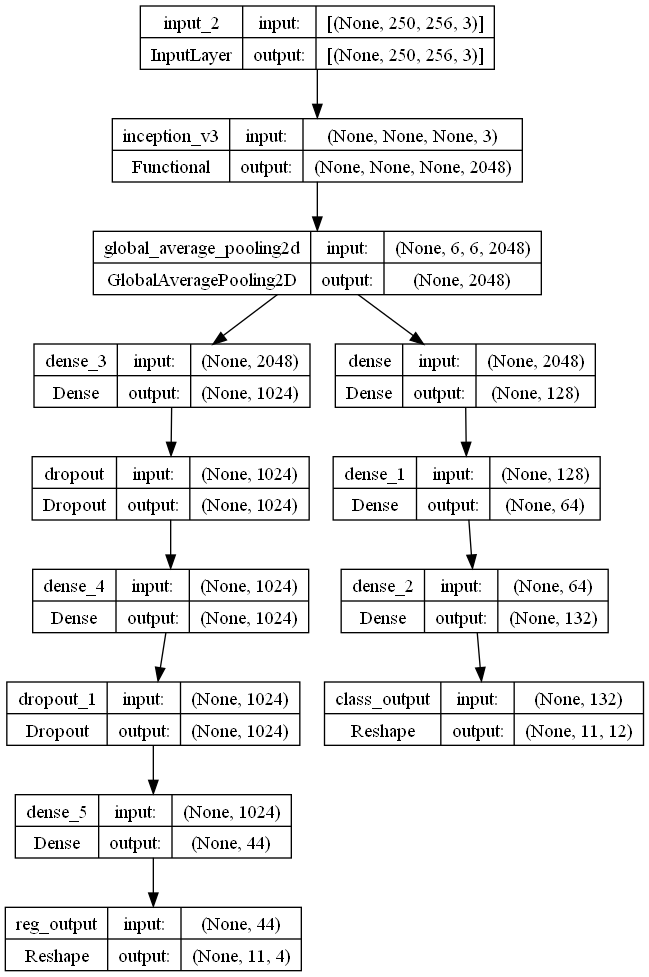 input_2 input: [(None, 250, 256, 3)]
InputLayer output: [(None, 250, 256, 3)]
inception_v3 input: (None, None, None, 3)
Functional output: (None, None, None, 2048)
global_average_pooling2d input: (None, 6, 6, 2048)
GlobalAveragePooling2D output: (None, 2048)
dense_3 input: (None, 2048)
Dense output: (None, 1024)
dense input: (None, 2048)
Dense output: (None, 128)
dropout input: (None, 1024)
Dropout output: (None, 1024)
dense_1 input: (None, 128)
Dense output: (None, 64)
dense_4 input: (None, 1024)
Dense output: (None, 1024)
dense_2 input: (None, 64)
Dense output: (None, 132)
dropout_1 input: (None, 1024)
Dropout output: (None, 1024)
class_output input: (None, 132)
Reshape output: (None, 11, 12)
dense_5 input: (None, 1024)
Dense output: (None, 44)
reg_output input: (None, 44)
Reshape output: (None, 11, 4)